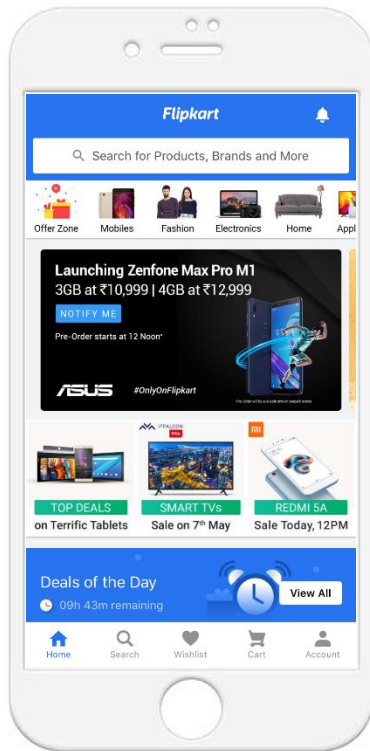 Flipkart
Search for Products, Brands and More
Offer Zone
Mobiles
Fashion
Electronics
Home
Appl
Launching Zenfone Max Pro M1
3GB at ₹10,999 | 4GB at ₹12,999
NOTIFY ME
Pre-Order starts at 12 Noon*
ASUS
#OnlyOnFlipkart
iFFALCON
TCL
mi
TOP DEALS
SMART TVs
REDMI 5A
on Terrific Tablets
Sale on 7th May
Sale Today, 12PM
Deals of the Day
09h 43m remaining
View All
Home
Search
Wishlist
Cart
Account